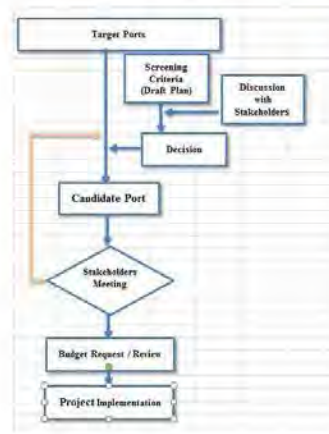 Target Ports
Screening
Criteria
(Draft Plan)
Discussion
with
Stakeholders
Decision
Candidate Port
Stakeholders
Meeting
Budget Request / Review
Project Implementation